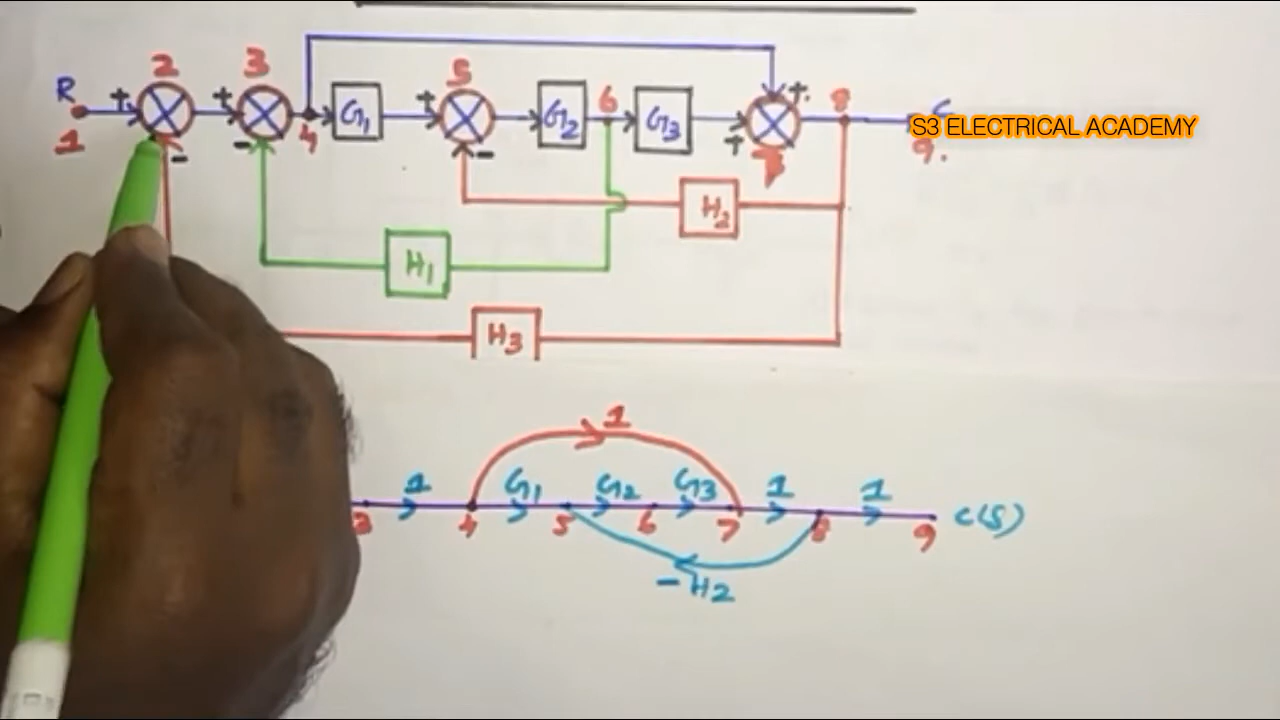 2 3 5
R + + + G1 G2 6 G3 + 8 C
1 - - 4 - + 7 9.
S3 ELECTRICAL ACADEMY
H2
H1
H3
1
1 G1 G2 G3 1 1
3 4 5 6 7 8 9 C(S)
-H2